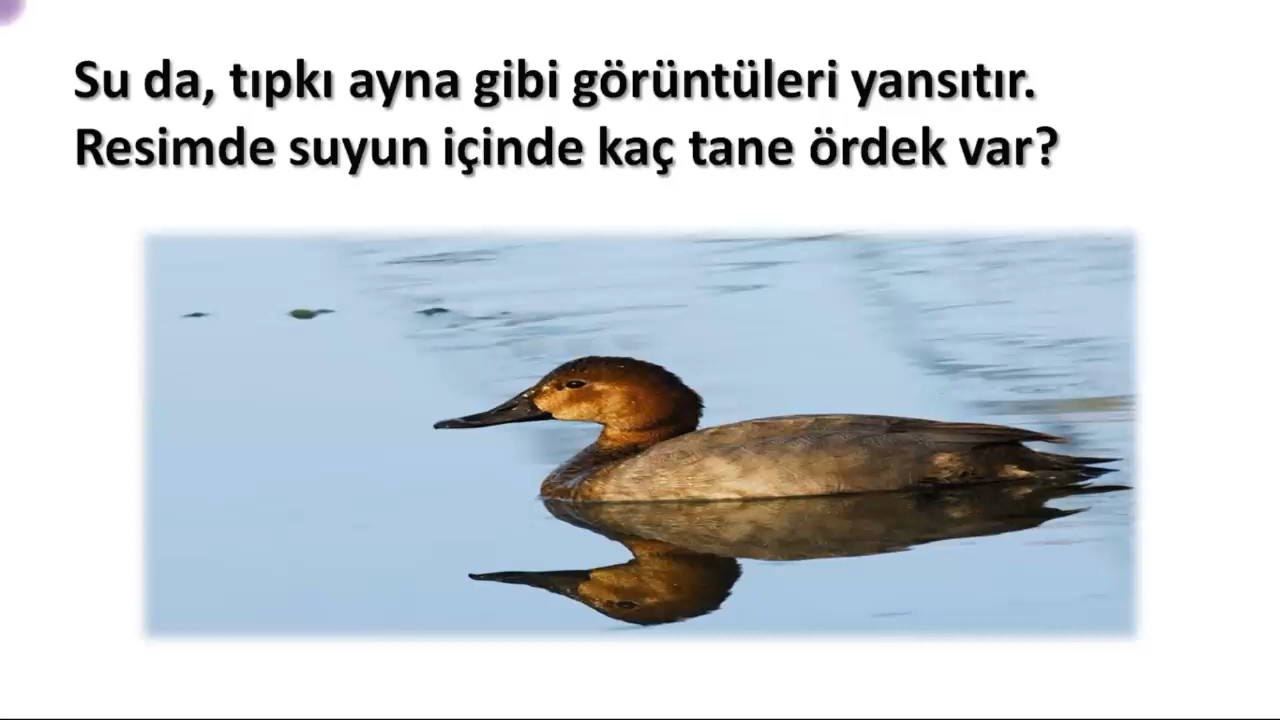 Su da, tıpkı ayna gibi görüntüleri yansıtır.
Resimde suyun içinde kaç tane ördek var?